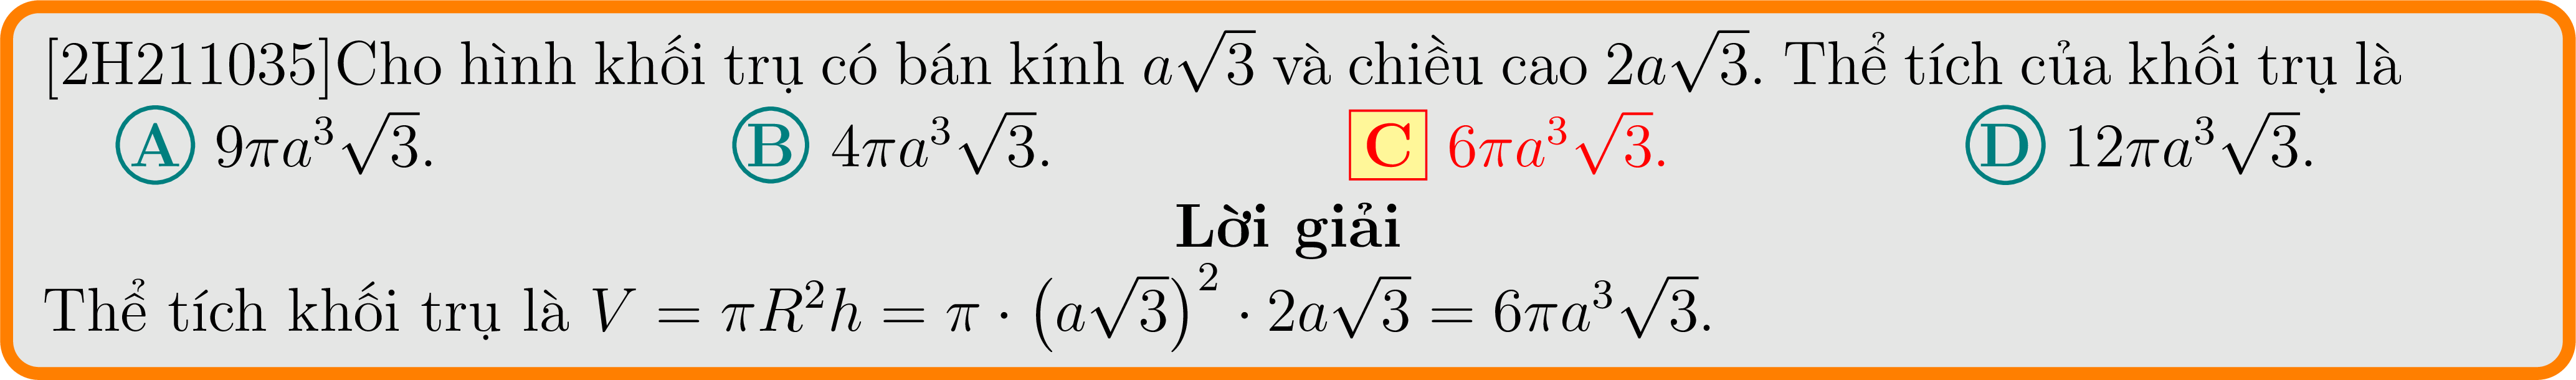 [2H211035]Cho hình khối trụ có bán kính $a\sqrt{3}$ và chiều cao $2a\sqrt{3}$. Thể tích của khối trụ là
A $9\pi a^3\sqrt{3}$. B $4\pi a^3\sqrt{3}$. C $6\pi a^3\sqrt{3}$. D $12\pi a^3\sqrt{3}$.
Lời giải
Thể tích khối trụ là $V = \pi R^2 h = \pi \cdot \left(a\sqrt{3}\right)^2 \cdot 2a\sqrt{3} = 6\pi a^3\sqrt{3}$.